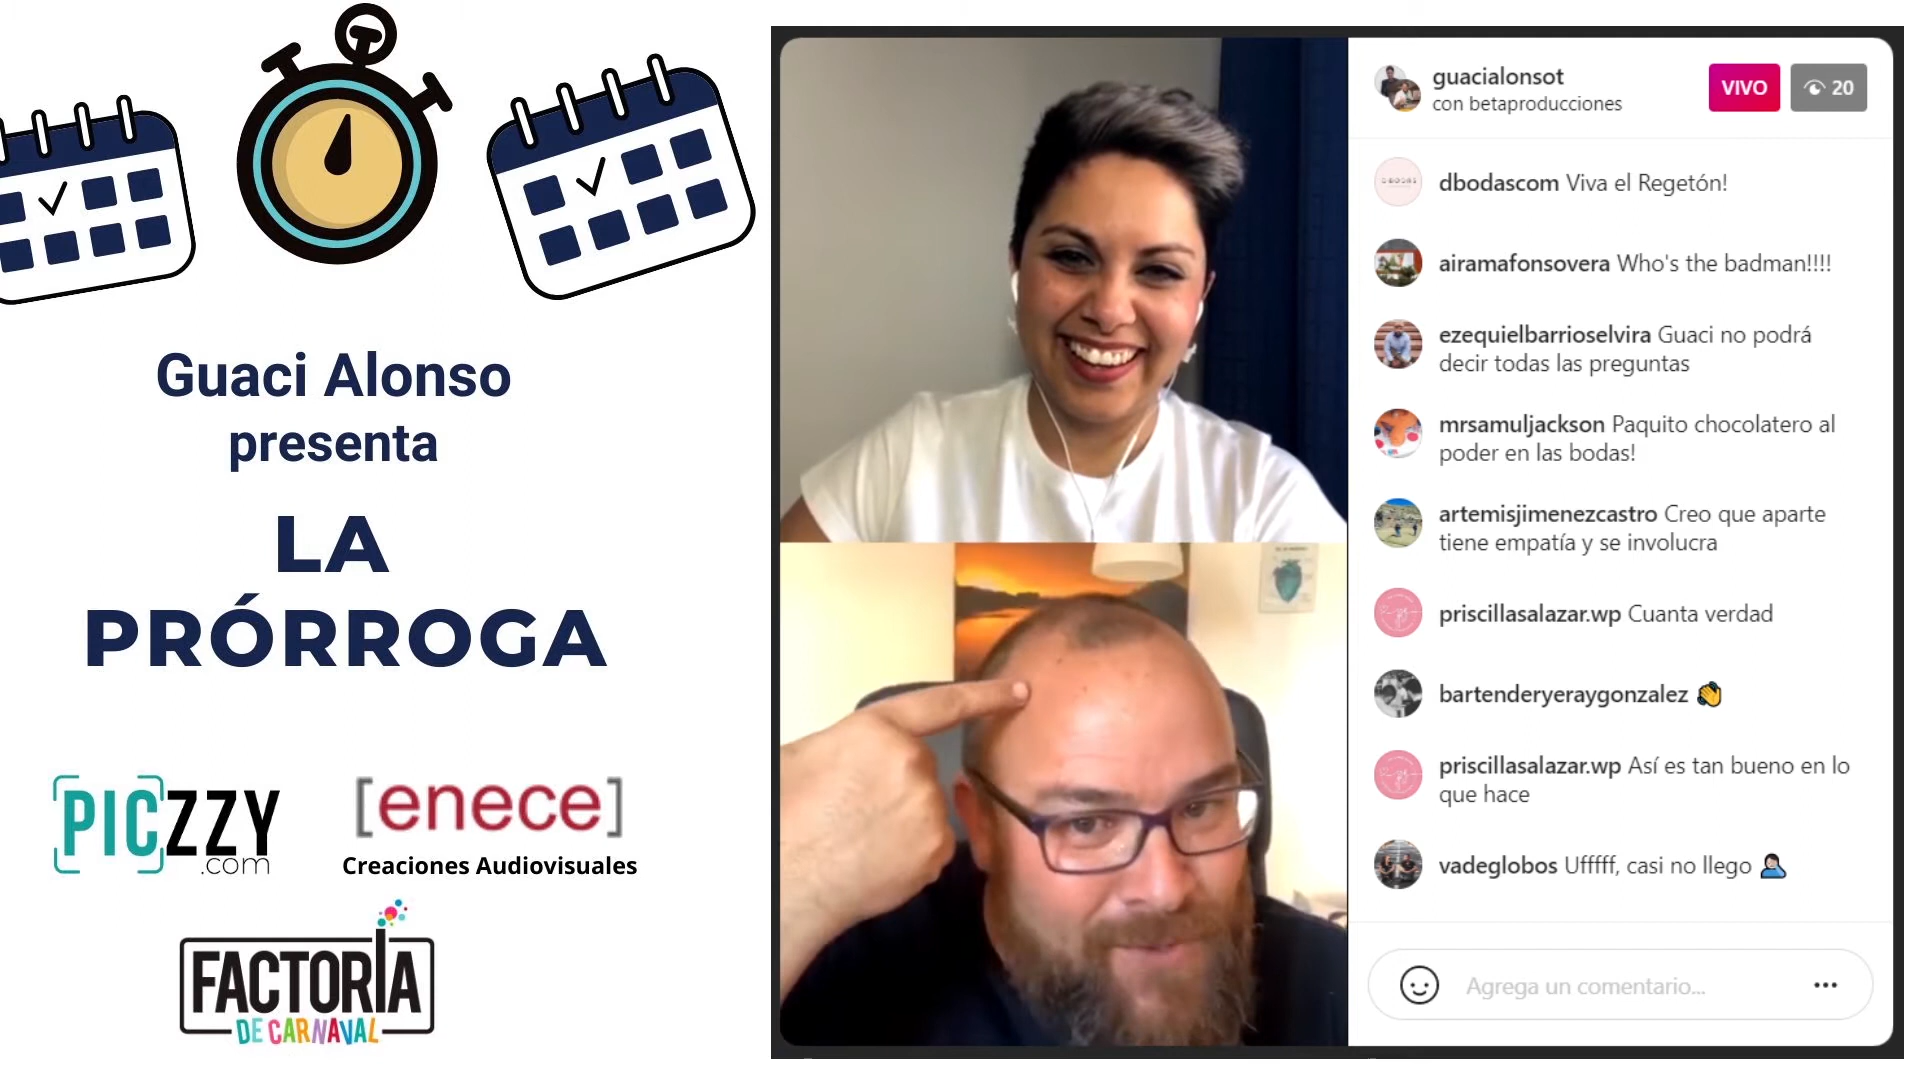 Guaci Alonso
presenta
LA
PRÓRROGA
PICZZY
.com
[enece]
Creaciones Audiovisuales
FACTORÍA
DE CARNAVAL
guacialonsot
con betaproducciones
VIVO
20
dbodascom Viva el Regetón!
airamafonsovera Who's the badman!!!!
ezequielbarrioselvira Guaci no podrá
decir todas las preguntas
mrsamuljackson Paquito chocolatero al
poder en las bodas!
artemisjimenezcastro Creo que aparte
tiene empatía y se involucra
priscillasalazar.wp Cuanta verdad
bartenderyeraygonzalez 👏
priscillasalazar.wp Así es tan bueno en lo
que hace
vadeglobos Ufffff, casi no llego 🤦🏻
Agrega un comentario...